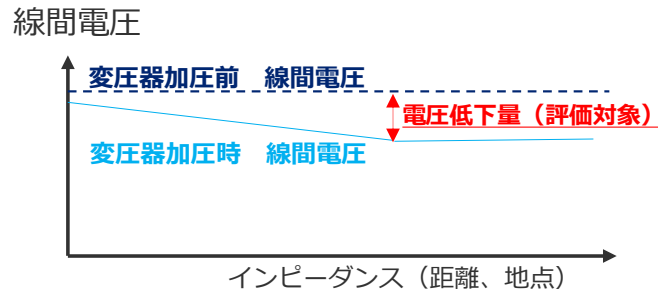 線間電圧
変圧器加圧前　線間電圧
電圧低下量（評価対象）
変圧器加圧時　線間電圧
インピーダンス（距離、地点）